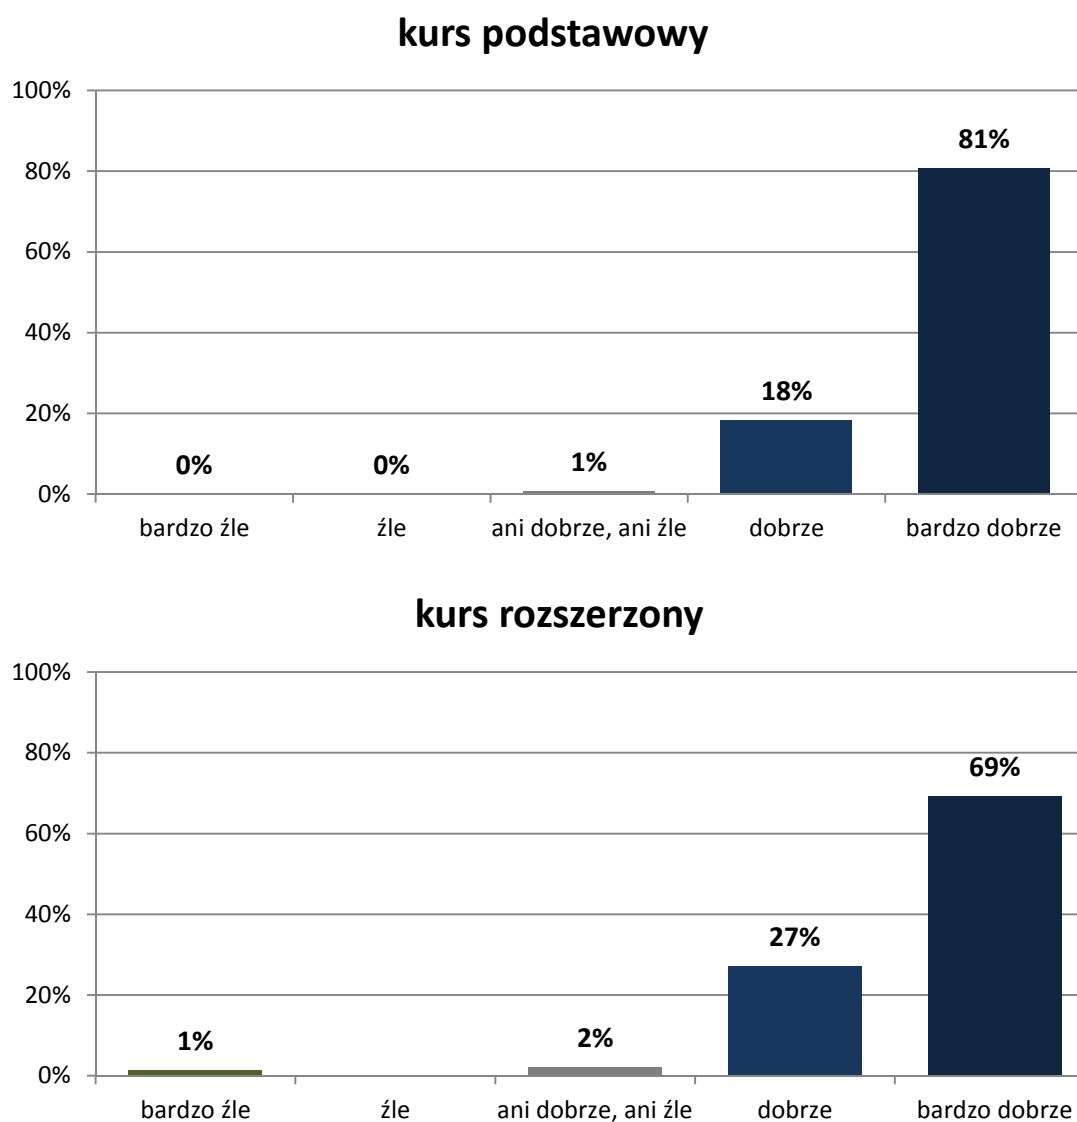 kurs podstawowy
100%
80%
60%
40%
20%
0%
0%
0%
1%
18%
81%
bardzo źle
źle
ani dobrze, ani źle
dobrze
bardzo dobrze
kurs rozszerzony
100%
80%
60%
40%
20%
0%
1%
2%
27%
69%
bardzo źle
źle
ani dobrze, ani źle
dobrze
bardzo dobrze